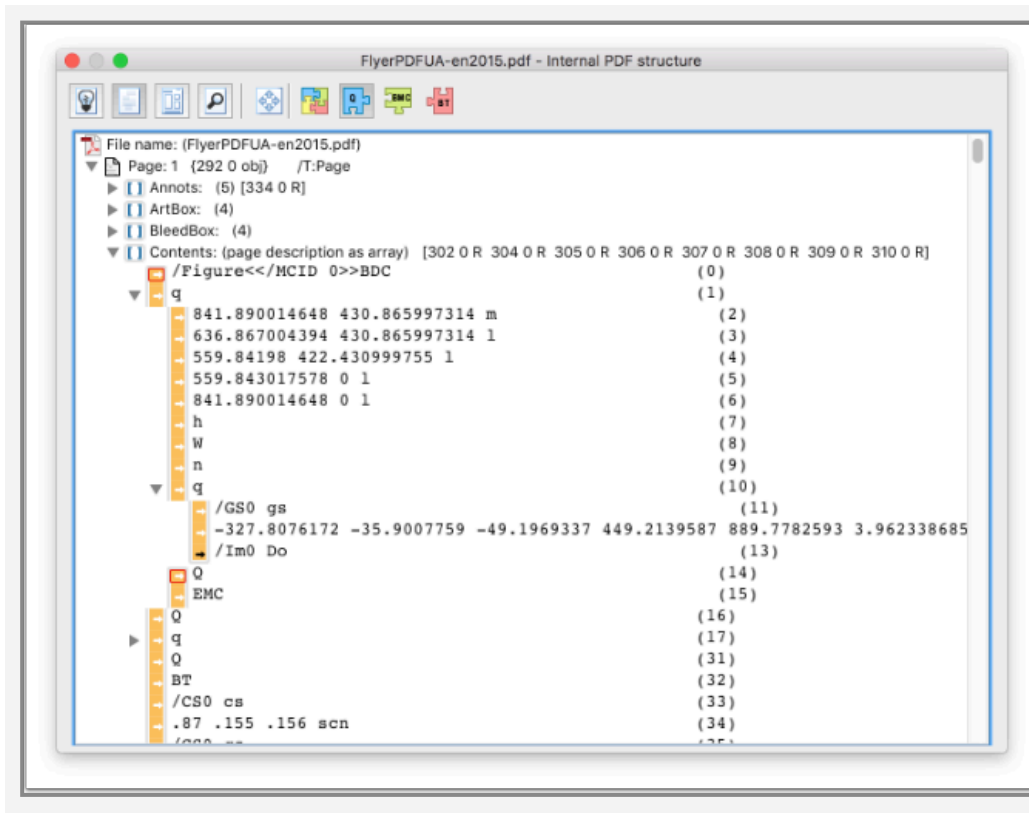 FlyerPDFUA-en2015.pdf - Internal PDF structure
Q EMC BT
File name: (FlyerPDFUA-en2015.pdf)
Page: 1 {292 0 obj} /T:Page
[ ] Annots: (5) [334 0 R]
[ ] ArtBox: (4)
[ ] BleedBox: (4)
[ ] Contents: (page description as array) [302 0 R 304 0 R 305 0 R 306 0 R 307 0 R 308 0 R 309 0 R 310 0 R]
/Figure<</MCID 0>>BDC (0)
q (1)
841.890014648 430.865997314 m (2)
636.867004394 430.865997314 l (3)
559.84198 422.430999755 l (4)
559.843017578 0 l (5)
841.890014648 0 l (6)
h (7)
W (8)
n (9)
q (10)
/GS0 gs (11)
-327.8076172 -35.9007759 -49.1969337 449.2139587 889.7782593 3.962338685
/Im0 Do (13)
Q (14)
EMC (15)
Q (16)
q (17)
Q (31)
BT (32)
/CS0 cs (33)
.87 .155 .156 scn (34)